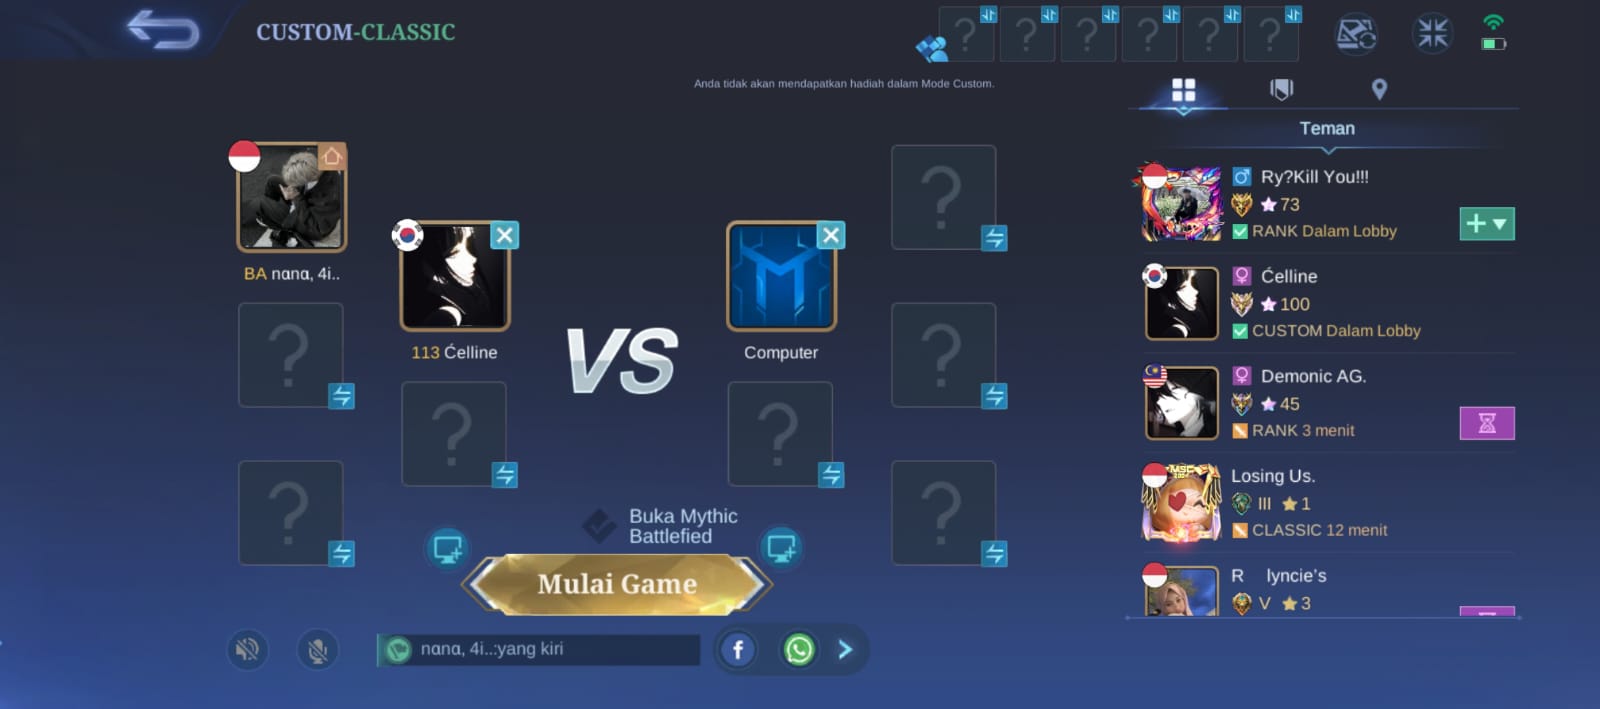 CUSTOM-CLASSIC
Anda tidak akan mendapatkan hadiah dalam Mode Custom.
BA nαnα, 4i..
113 Ćelline
VS
Computer
Buka Mythic
Battlefied
Mulai Game
nαnα, 4i..:yang kiri
Teman
Ry?Kill You!!!
73
RANK Dalam Lobby
Ćelline
100
CUSTOM Dalam Lobby
Demonic AG.
45
RANK 3 menit
Losing Us.
III 1
CLASSIC 12 menit
R lyncie's
V 3